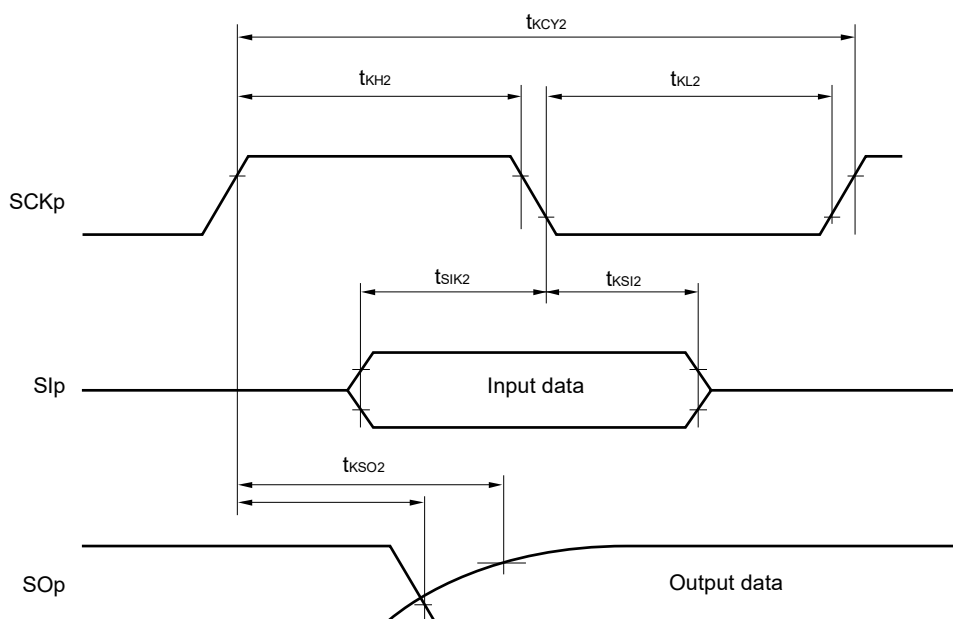 tKCY2
tKH2
tKL2
SCKp
tSIK2
tKSI2
SIp
Input data
tKSO2
SOp
Output data